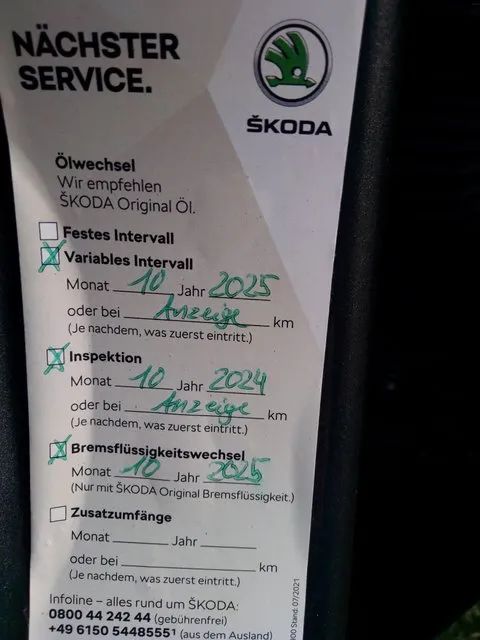 NÄCHSTER
SERVICE.
ŠKODA
Ölwechsel
Wir empfehlen
ŠKODA Original Öl.
Festes Intervall
Variables Intervall
Monat 10 Jahr 2025
oder bei Anzeige km
(Je nachdem, was zuerst eintritt.)
Inspektion
Monat 10 Jahr 2024
oder bei Anzeige km
(Je nachdem, was zuerst eintritt.)
Bremsflüssigkeitswechsel
Monat 10 Jahr 2025
(Nur mit ŠKODA Original Bremsflüssigkeit.)
Zusatzumfänge
Monat Jahr
oder bei km
(Je nachdem, was zuerst eintritt.)
Infoline – alles rund um ŠKODA:
0800 44 242 44 (gebührenfrei)
+49 6150 5448555¹ (aus dem Ausland)
Stand: 07/2021